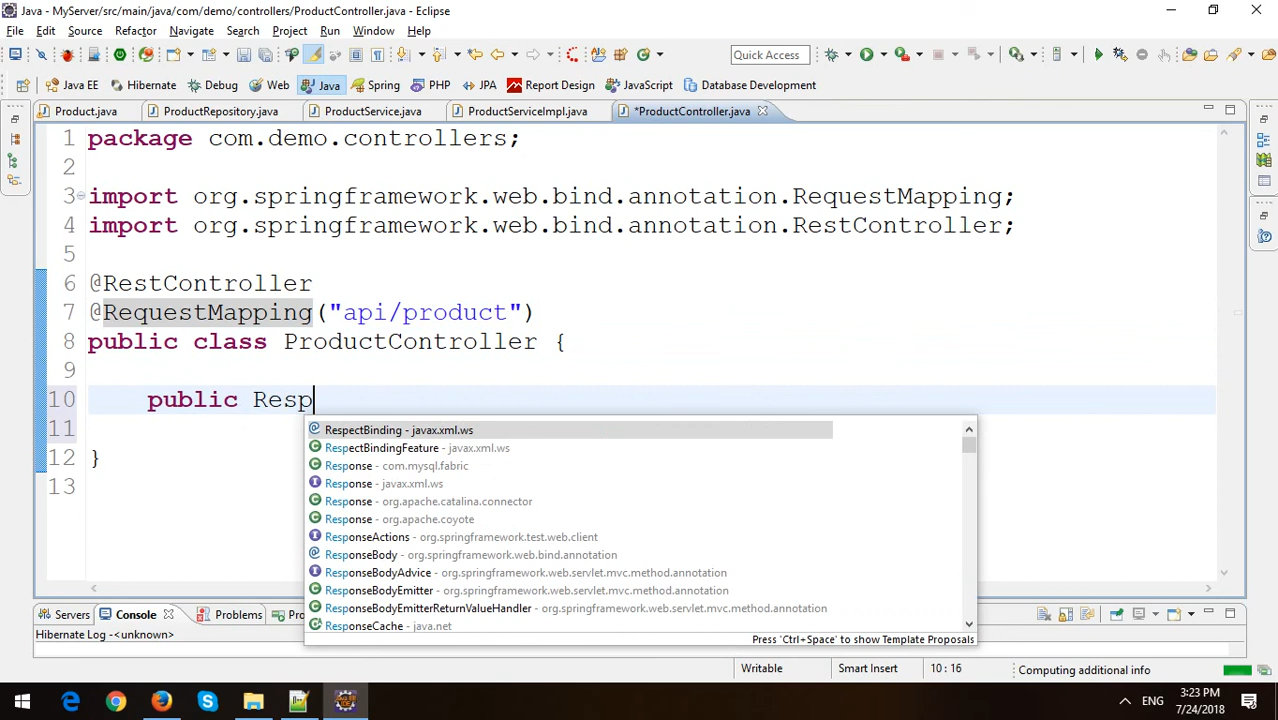 Java - MyServer/src/main/java/com/demo/controllers/ProductController.java - Eclipse
File Edit Source Refactor Navigate Search Project Run Window Help
Quick Access
Java EE Hibernate Debug Web Java Spring PHP JPA Report Design JavaScript Database Development
Product.java ProductRepository.java ProductService.java ProductServiceImpl.java *ProductController.java
1 package com.demo.controllers;
2
3 import org.springframework.web.bind.annotation.RequestMapping;
4 import org.springframework.web.bind.annotation.RestController;
5
6 @RestController
7 @RequestMapping("api/product")
8 public class ProductController {
9
10 public Resp
11
12 }
13
RespectBinding - javax.xml.ws
RespectBindingFeature - javax.xml.ws
Response - com.mysql.fabric
Response - javax.xml.ws
Response - org.apache.catalina.connector
Response - org.apache.coyote
ResponseActions - org.springframework.test.web.client
ResponseBody - org.springframework.web.bind.annotation
ResponseBodyAdvice - org.springframework.web.servlet.mvc.method.annotation
ResponseBodyEmitter - org.springframework.web.servlet.mvc.method.annotation
ResponseBodyEmitterReturnValueHandler - org.springframework.web.servlet.mvc.method.annotation
ResponseCache - java.net
Press 'Ctrl+Space' to show Template Proposals
Servers Console Problems Pro
Hibernate Log - <unknown>
Writable Smart Insert 10 : 16 Computing additional info
ENG 3:23 PM
7/24/2018